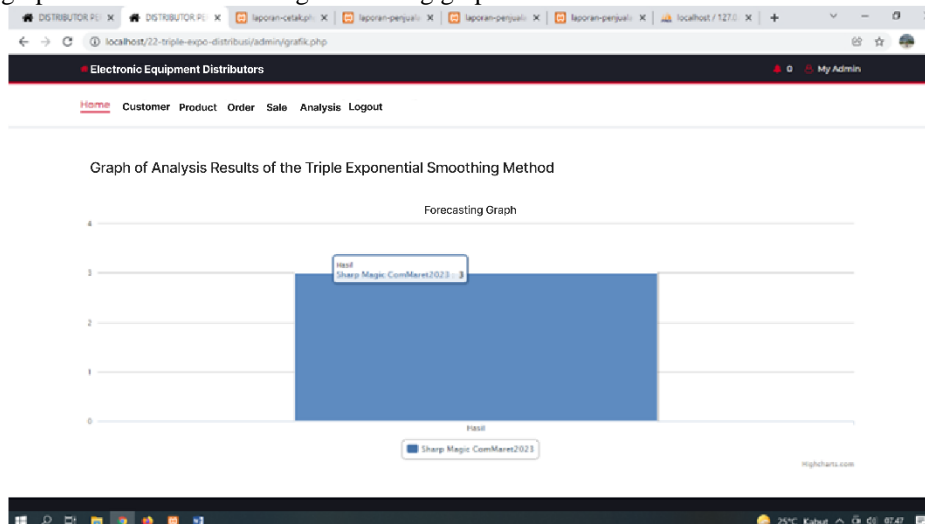 DISTRIBUTOR PE DISTRIBUTOR PE laporan-cetak.ph laporan-penjual laporan-penjual laporan-penjual localhost / 127.0
localhost/22-triple-expo-distribusi/admin/grafik.php
Electronic Equipment Distributors 0 My Admin
Home Customer Product Order Sale Analysis Logout
Graph of Analysis Results of the Triple Exponential Smoothing Method
Forecasting Graph
4
Hasil
3
Sharp Magic ComMaret2023 : 3
2
1
0
Hasil
Sharp Magic ComMaret2023
Highcharts.com
25°C Kabut 07.47